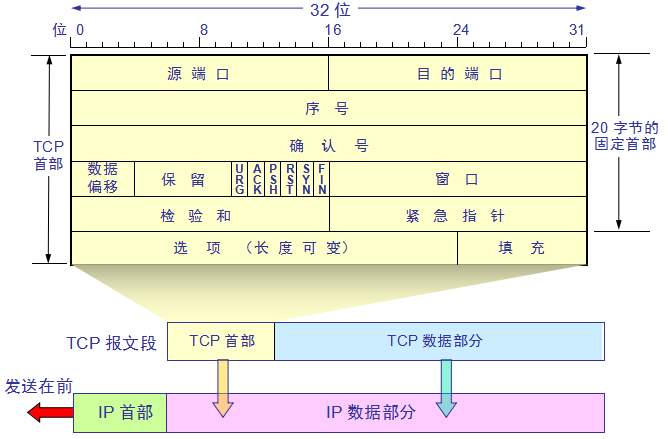 32 位
位 0 8 16 24 31
源 端 口 目 的 端 口
序 号
TCP
首部
20 字节的
固定首部
确 认 号
数据
偏移
保 留
URG
ACK
PSH
RST
SYN
FIN
窗 口
检 验 和 紧 急 指 针
选 项 （长 度 可 变） 填 充
TCP 报文段 TCP 首部 TCP 数据部分
发送在前
IP 首部 IP 数据部分